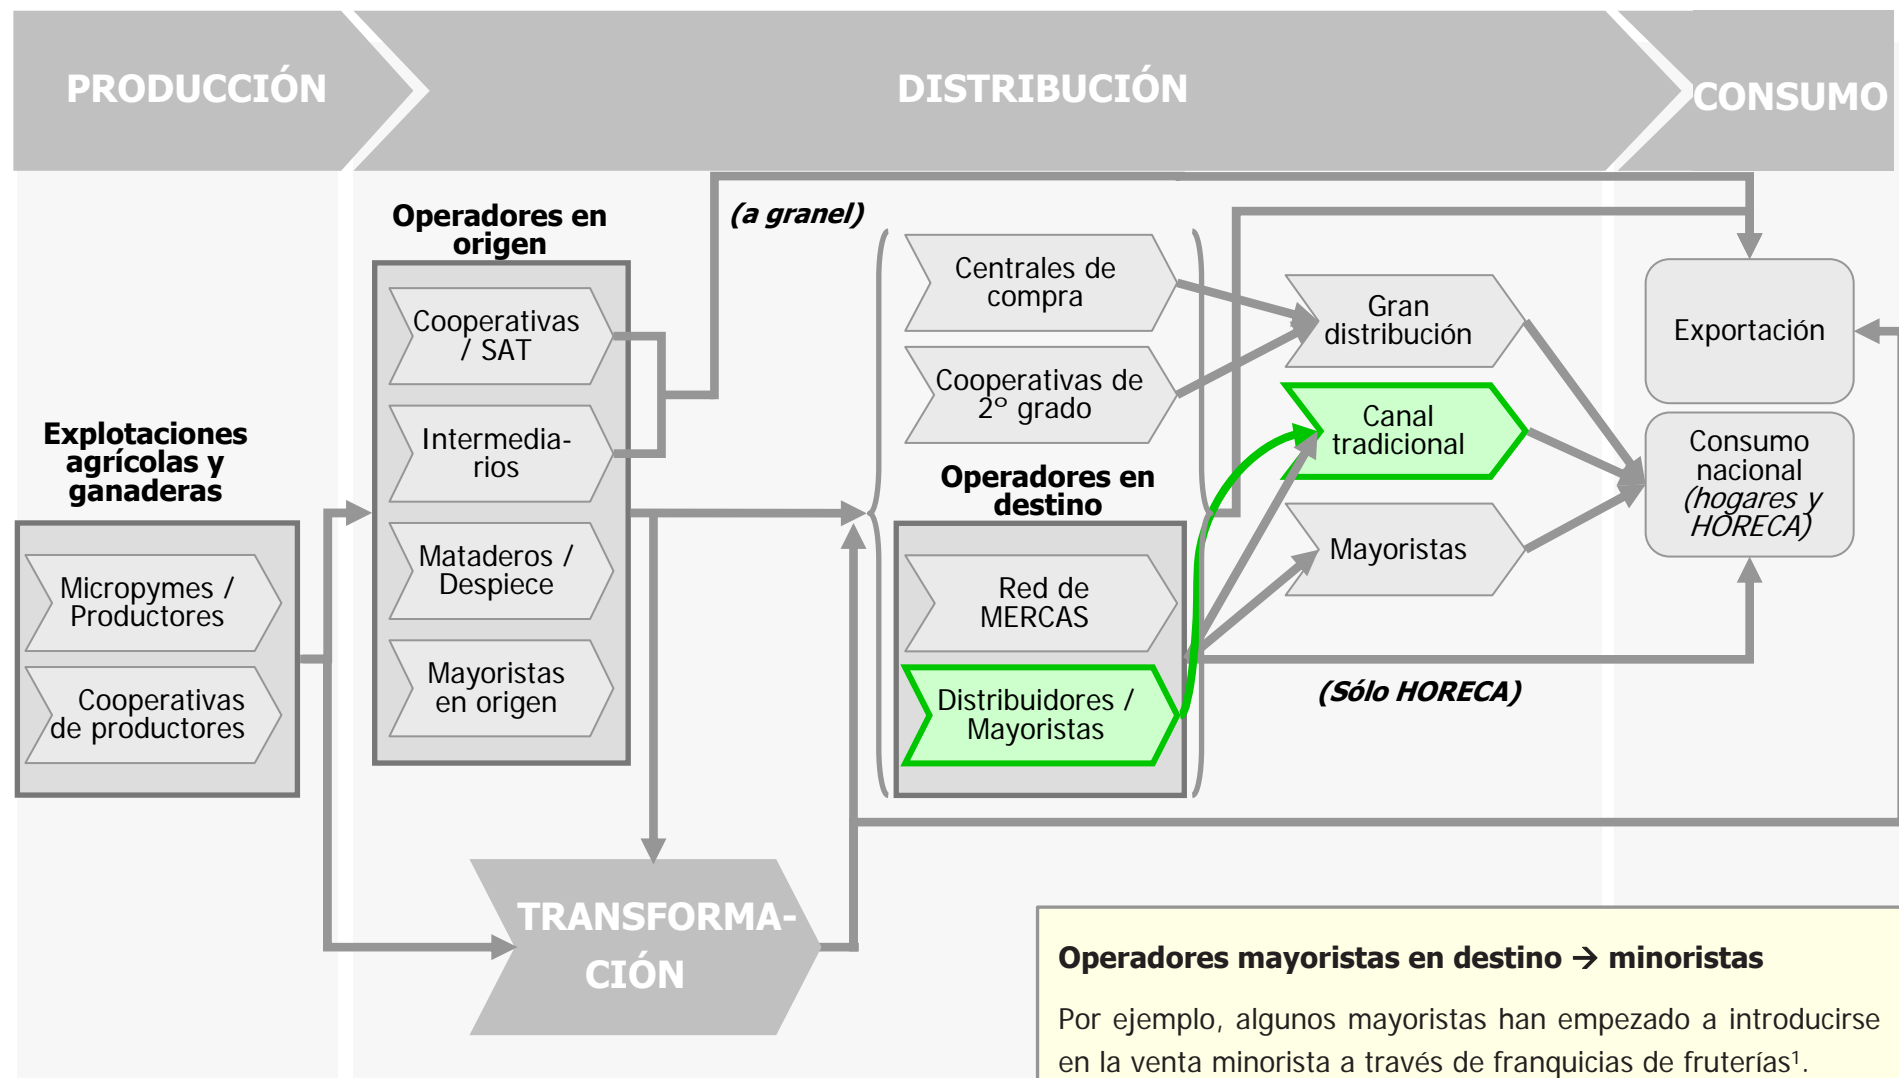 PRODUCCIÓN
DISTRIBUCIÓN
CONSUMO
Explotaciones
agrícolas y
ganaderas
Micropymes /
Productores
Cooperativas
de productores
Operadores en
origen
Cooperativas
/ SAT
Intermedia-
rios
Mataderos /
Despiece
Mayoristas
en origen
(a granel)
Centrales de
compra
Cooperativas de
2º grado
Operadores en
destino
Red de
MERCAS
Distribuidores /
Mayoristas
Gran
distribución
Canal
tradicional
Mayoristas
(Sólo HORECA)
Exportación
Consumo
nacional
(hogares y
HORECA)
TRANSFORMA-
CIÓN
Operadores mayoristas en destino → minoristas
Por ejemplo, algunos mayoristas han empezado a introducirse
en la venta minorista a través de franquicias de fruterías¹.